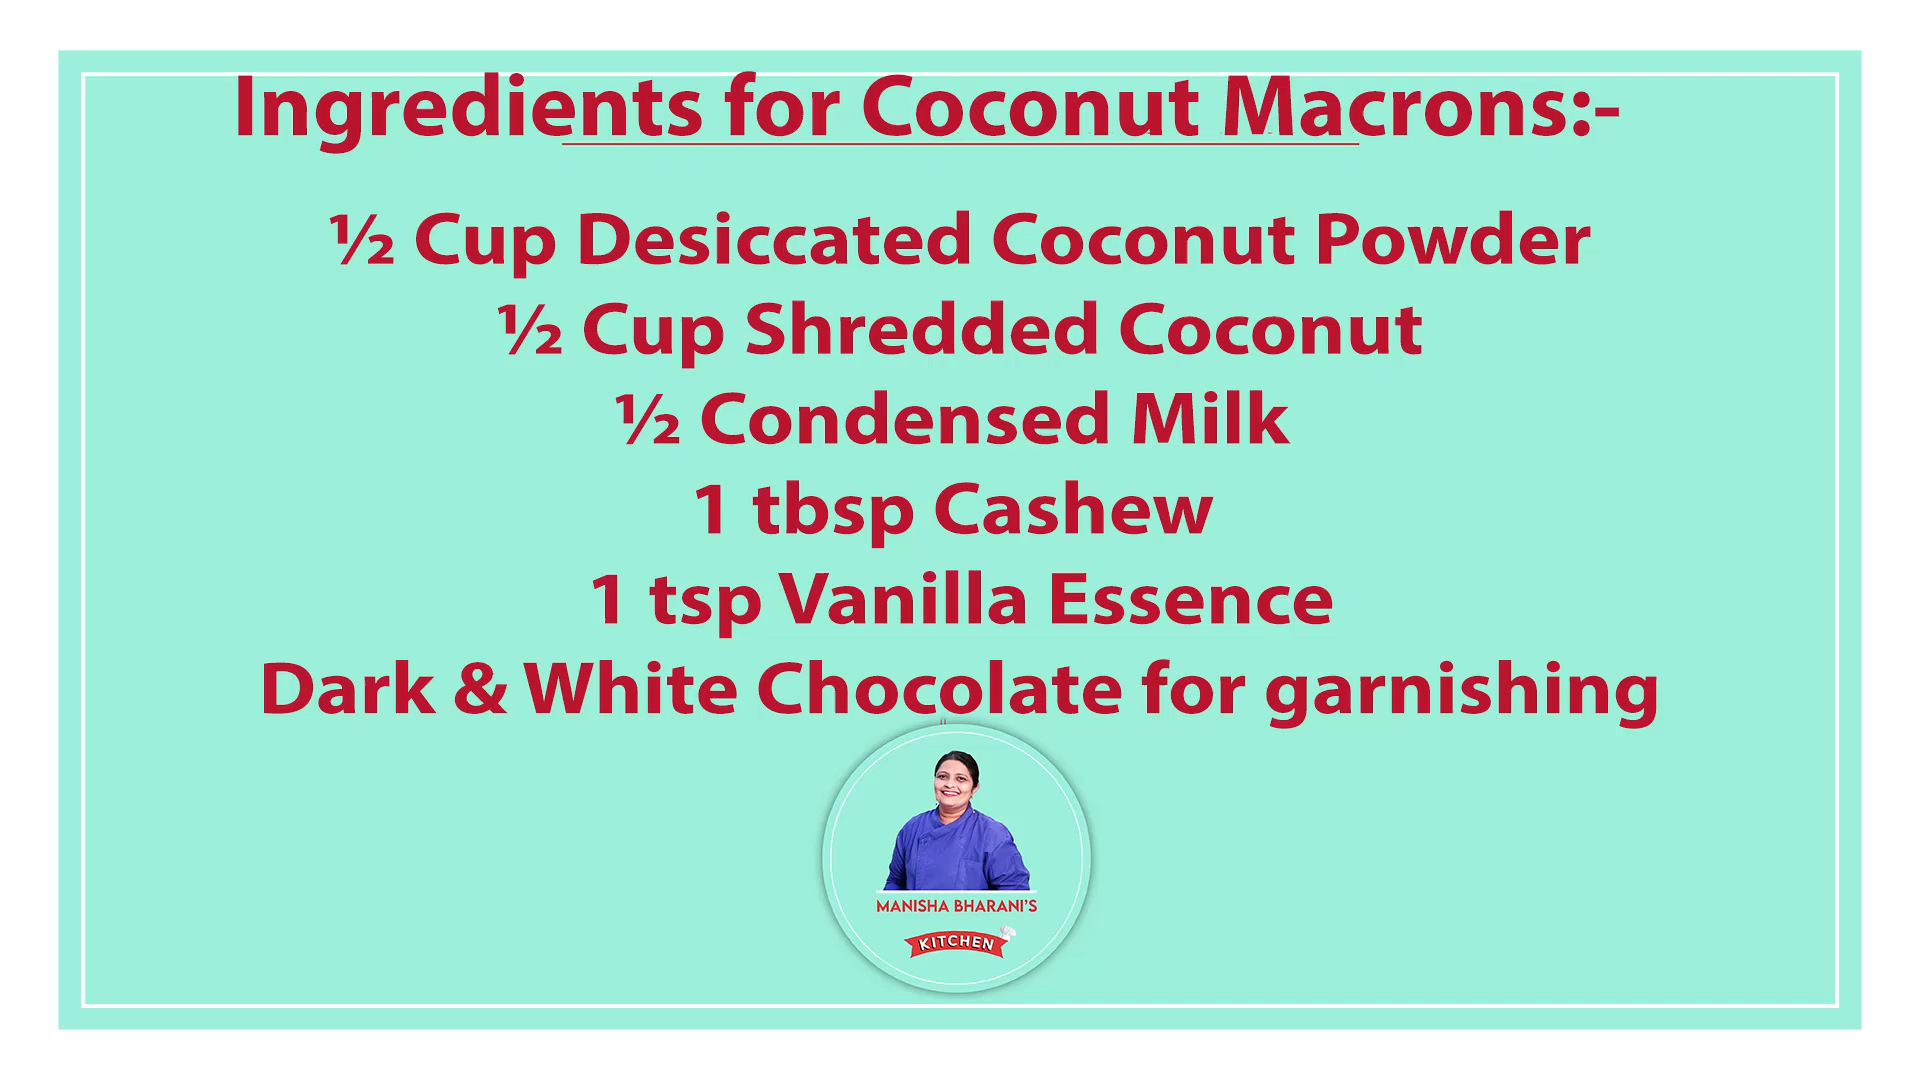 Ingredients for Coconut Macrons:-
½ Cup Desiccated Coconut Powder
½ Cup Shredded Coconut
½ Condensed Milk
1 tbsp Cashew
1 tsp Vanilla Essence
Dark & White Chocolate for garnishing
MANISHA BHARANI'S
KITCHEN